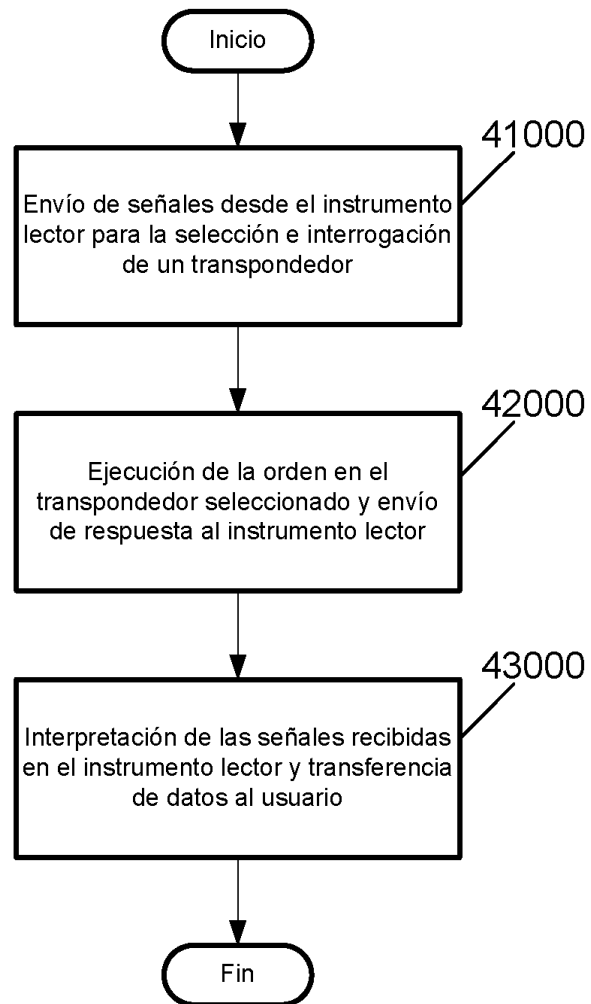 Inicio
41000
Envío de señales desde el instrumento
lector para la selección e interrogación
de un transpondedor
42000
Ejecución de la orden en el
transpondedor seleccionado y envío
de respuesta al instrumento lector
43000
Interpretación de las señales recibidas
en el instrumento lector y transferencia
de datos al usuario
Fin